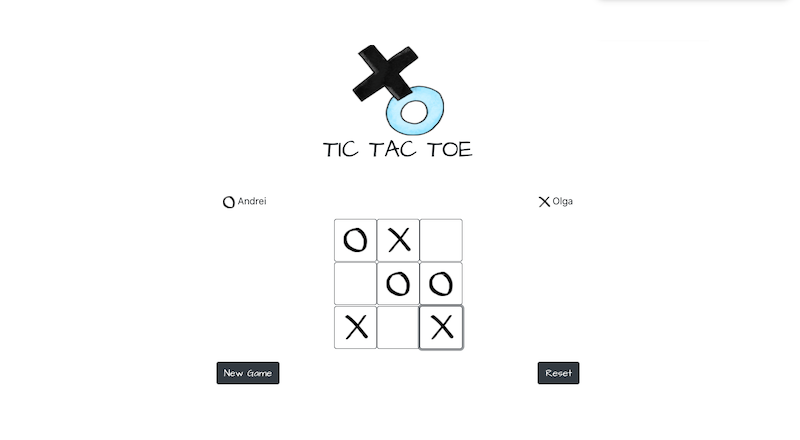 TIC TAC TOE
O Andrei X Olga
O X
O O
X X
New Game Reset